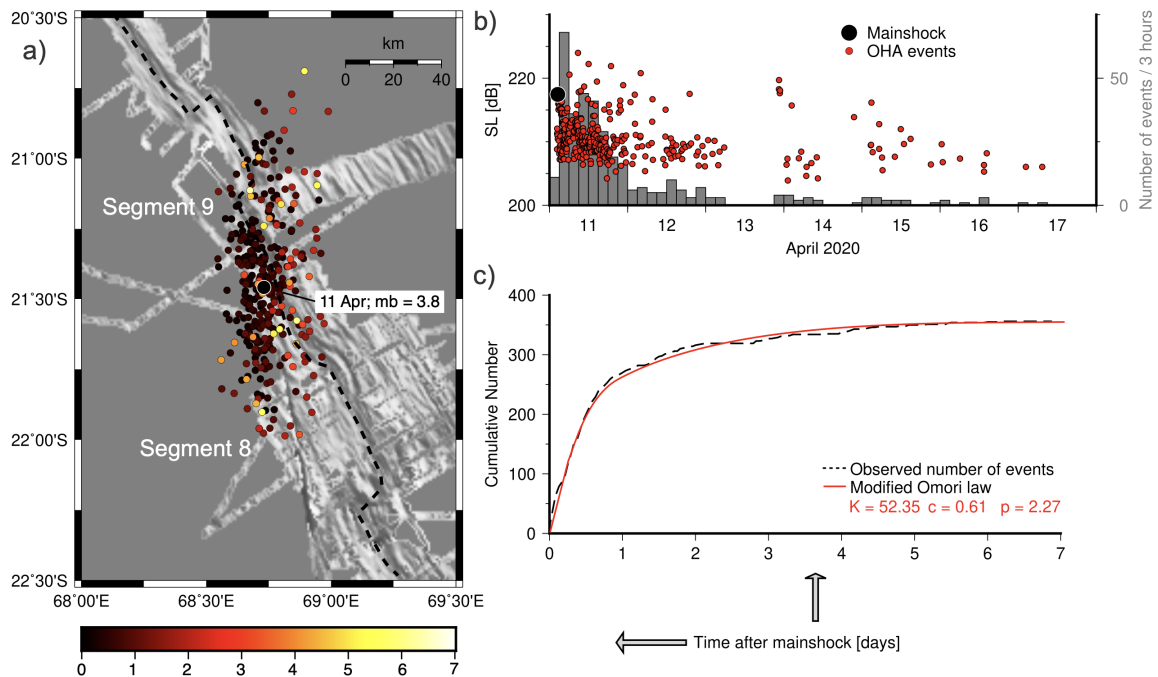 a)
20°30'S
21°00'S
21°30'S
22°00'S
22°30'S
68°00'E
68°30'E
69°00'E
69°30'E
km
0 20 40
Segment 9
11 Apr; mb = 3.8
Segment 8
0 1 2 3 4 5 6 7
b)
SL [dB]
220
200
Mainshock
OHA events
50
0
Number of events / 3 hours
11 12 13 14 15 16 17
April 2020
c)
Cumulative Number
400
300
200
100
0
Observed number of events
Modified Omori law
K = 52.35 c = 0.61 p = 2.27
0 1 2 3 4 5 6 7
Time after mainshock [days]